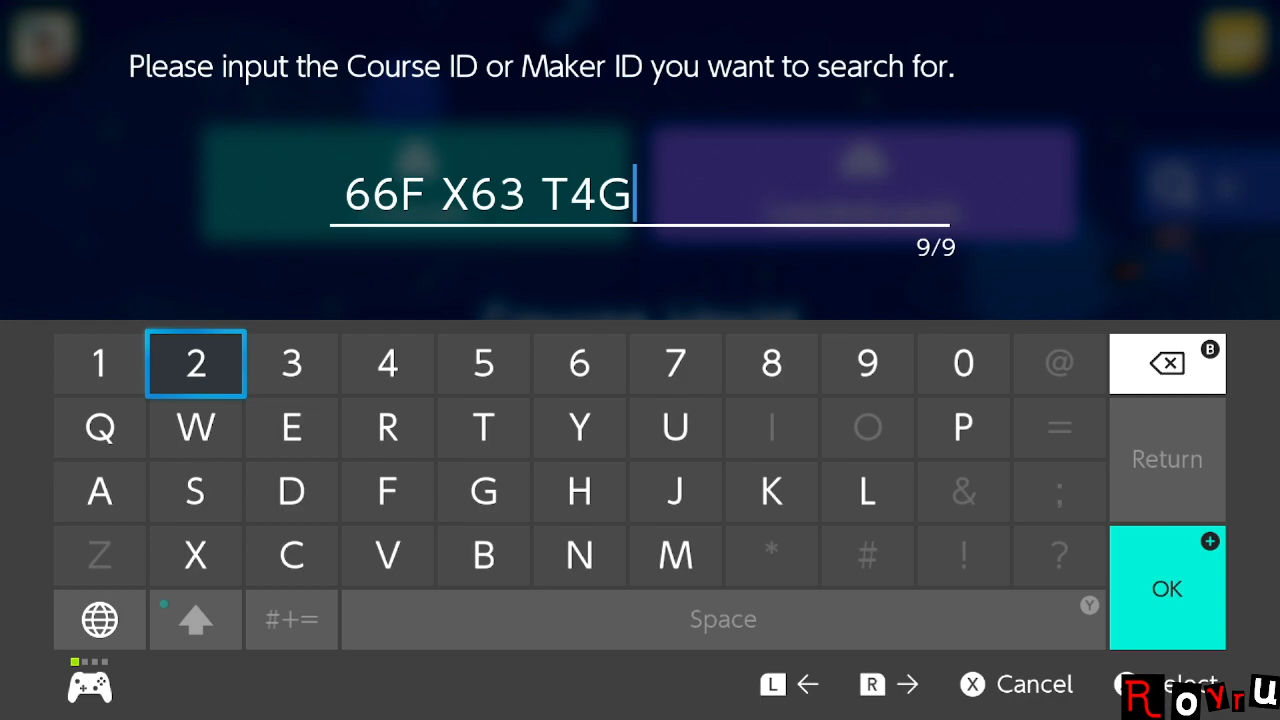 Please input the Course ID or Maker ID you want to search for.
66F X63 T4G
9/9
1 2 3 4 5 6 7 8 9 0 @ B
Q W E R T Y U I O P = Return
A S D F G H J K L & ;
Z X C V B N M * # ! ? + OK
#+= Space Y
L ← R → X Cancel
Royru